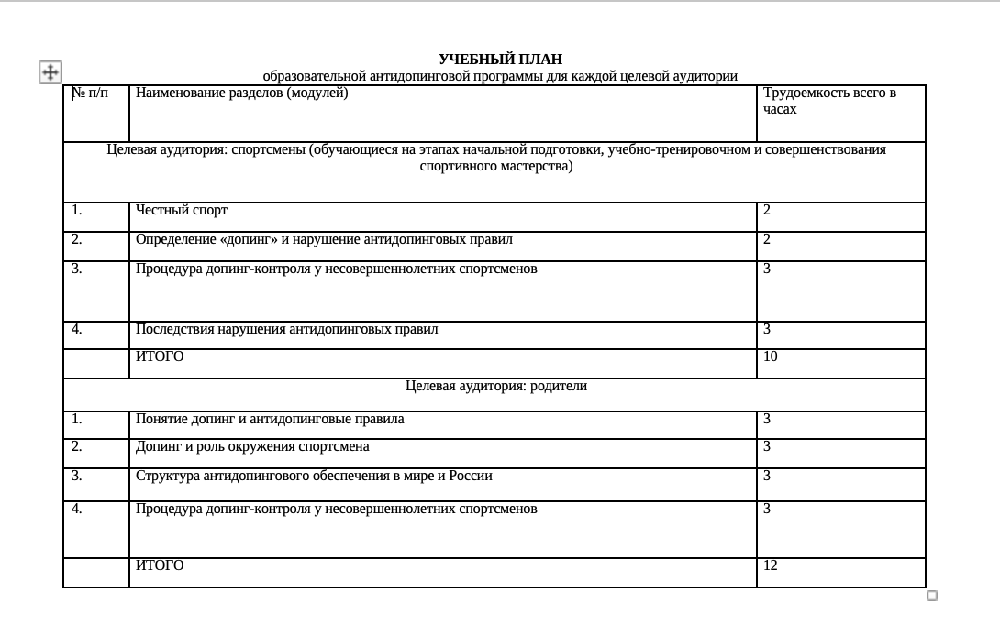 УЧЕБНЫЙ ПЛАН
образовательной антидопинговой программы для каждой целевой аудитории
№ п/п Наименование разделов (модулей) Трудоемкость всего в
часах
Целевая аудитория: спортсмены (обучающиеся на этапах начальной подготовки, учебно-тренировочном и совершенствования
спортивного мастерства)
1. Честный спорт 2
2. Определение «допинг» и нарушение антидопинговых правил 2
3. Процедура допинг-контроля у несовершеннолетних спортсменов 3
4. Последствия нарушения антидопинговых правил 3
ИТОГО 10
Целевая аудитория: родители
1. Понятие допинг и антидопинговые правила 3
2. Допинг и роль окружения спортсмена 3
3. Структура антидопингового обеспечения в мире и России 3
4. Процедура допинг-контроля у несовершеннолетних спортсменов 3
ИТОГО 12